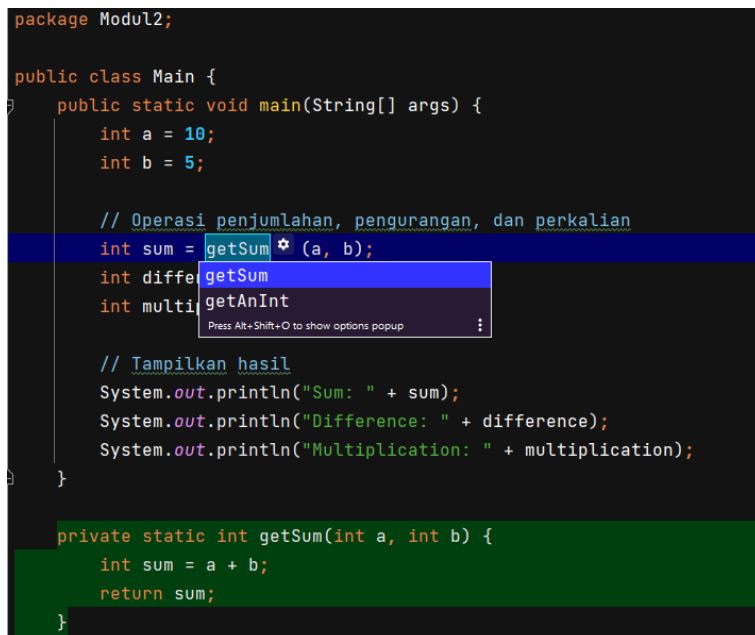 package Modul2;
public class Main {
public static void main(String[] args) {
int a = 10;
int b = 5;
// Operasi penjumlahan, pengurangan, dan perkalian
int sum = getSum (a, b);
int differ
getSum
int multip
getAnInt
Press Alt+Shift+O to show options popup
// Tampilkan hasil
System.out.println("Sum: " + sum);
System.out.println("Difference: " + difference);
System.out.println("Multiplication: " + multiplication);
}
private static int getSum(int a, int b) {
int sum = a + b;
return sum;
}